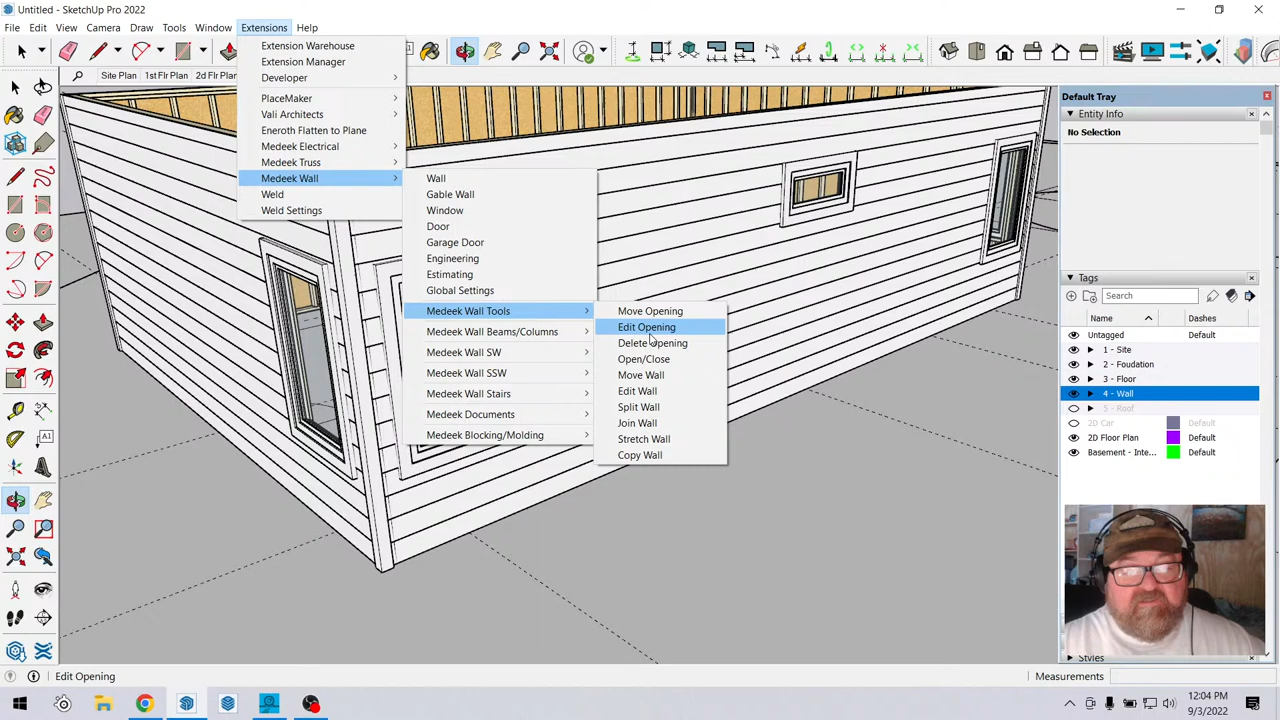 Untitled - SketchUp Pro 2022
File Edit View Camera Draw Tools Window Extensions Help
Site Plan 1st Flr Plan 2d Flr Plan
Extension Warehouse
Extension Manager
Developer
PlaceMaker
Vali Architects
Eneroth Flatten to Plane
Medeek Electrical
Medeek Truss
Medeek Wall
Weld
Weld Settings
Wall
Gable Wall
Window
Door
Garage Door
Engineering
Estimating
Global Settings
Medeek Wall Tools
Medeek Wall Beams/Columns
Medeek Wall SW
Medeek Wall SSW
Medeek Wall Stairs
Medeek Documents
Medeek Blocking/Molding
Move Opening
Edit Opening
Delete Opening
Open/Close
Move Wall
Edit Wall
Split Wall
Join Wall
Stretch Wall
Copy Wall
Default Tray
Entity Info
No Selection
Tags
Search
Name Dashes
Untagged Default
1 - Site
2 - Foudation
3 - Floor
4 - Wall
5 - Roof
2D Car Default
2D Floor Plan Default
Basement - Inte... Default
Styles
Edit Opening
Measurements
12:04 PM
9/3/2022